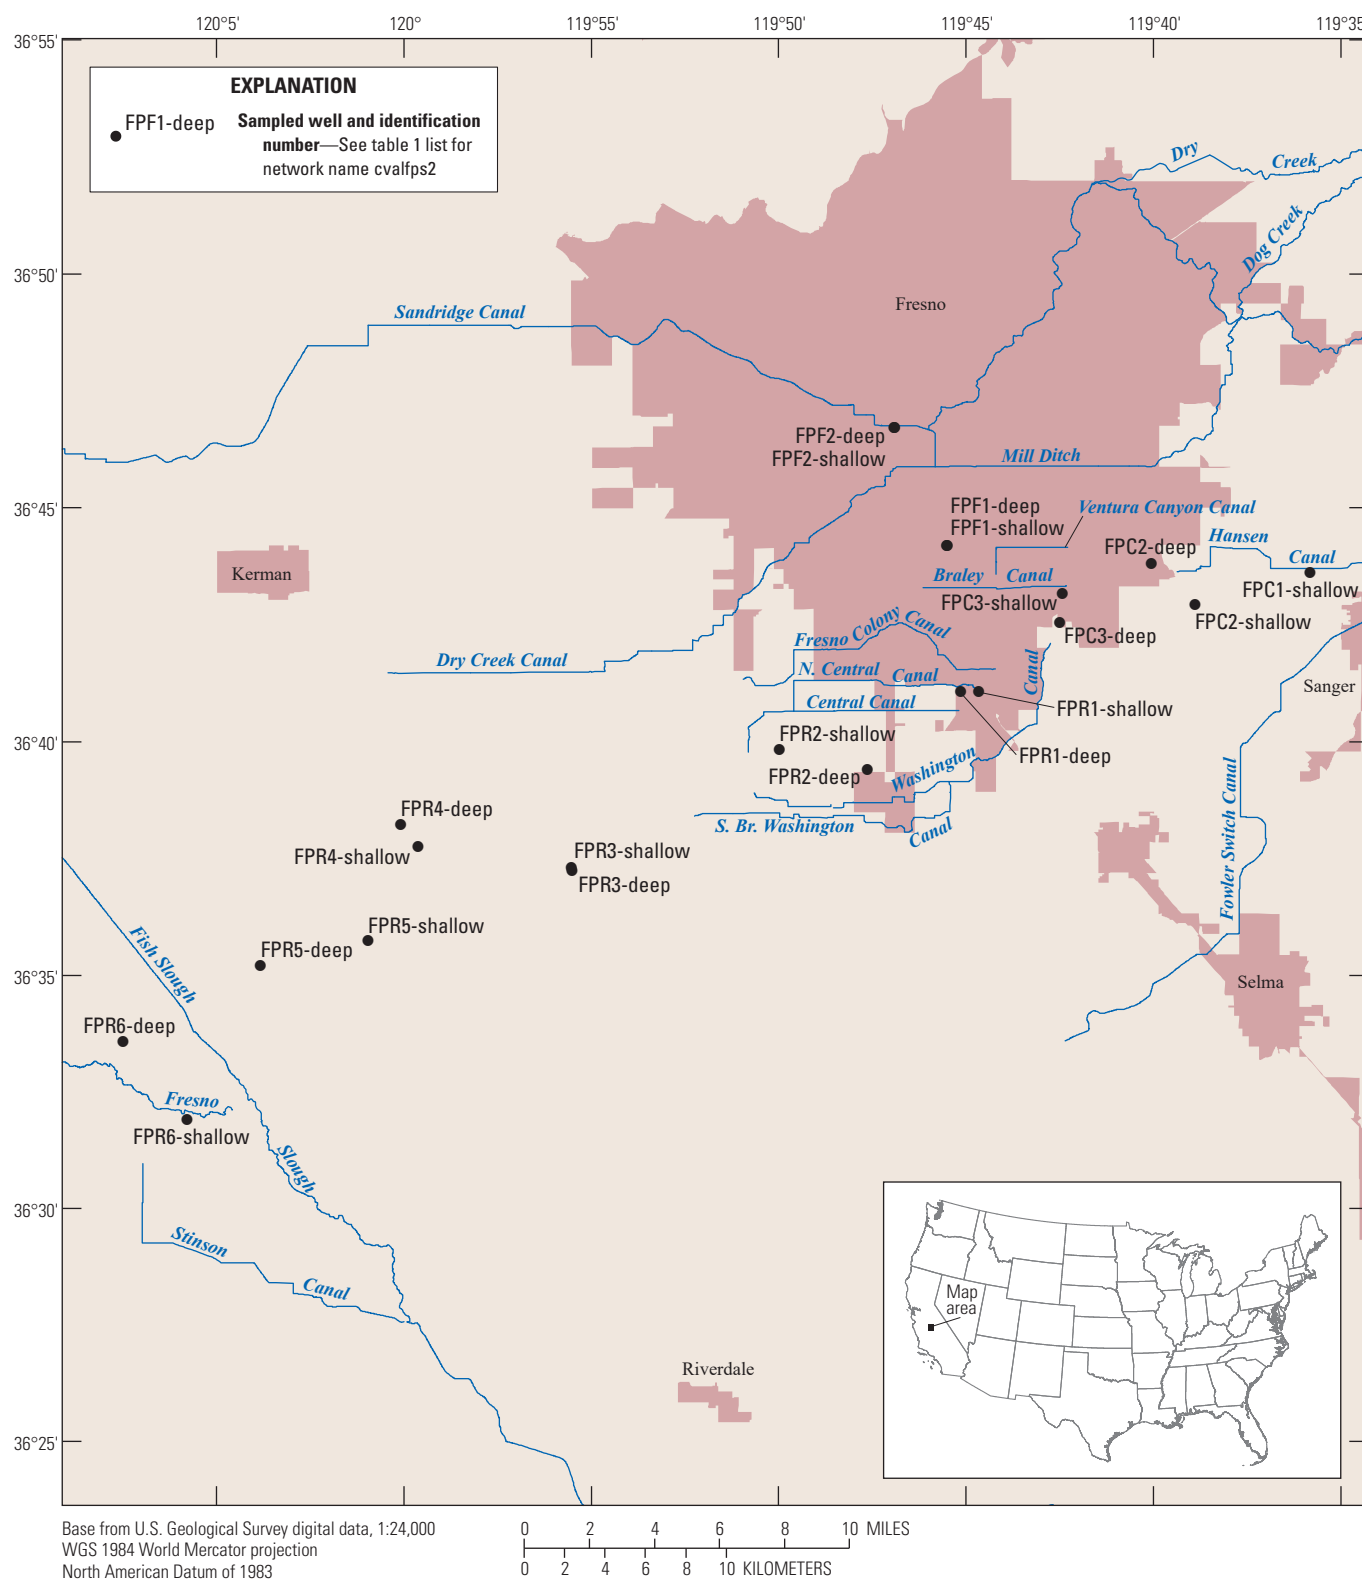 120°5'
120°
119°55'
119°50'
119°45'
119°40'
119°35'
36°55'
EXPLANATION
FPF1-deep
Sampled well and identification
number—See table 1 list for
network name cvalfps2
Dry
Creek
Dog Creek
36°50'
Fresno
Sandridge Canal
FPF2-deep
FPF2-shallow
Mill Ditch
36°45'
FPF1-deep
FPF1-shallow
Ventura Canyon Canal
Hansen
Canal
FPC2-deep
Kerman
Braley Canal
FPC1-shallow
FPC3-shallow
FPC2-shallow
FPC3-deep
Fresno Colony Canal
Dry Creek Canal
N. Central Canal
Canal
Sanger
Central Canal
FPR1-shallow
36°40'
FPR2-shallow
FPR1-deep
FPR2-deep
Washington
FPR4-deep
S. Br. Washington
Canal
FPR4-shallow
FPR3-shallow
FPR3-deep
Fowler Switch Canal
FPR5-shallow
FPR5-deep
Fish Slough
36°35'
Selma
FPR6-deep
Fresno
FPR6-shallow
Slough
36°30'
Stinson
Canal
Map
area
Riverdale
36°25'
Base from U.S. Geological Survey digital data, 1:24,000
WGS 1984 World Mercator projection
North American Datum of 1983
0 2 4 6 8 10 MILES
0 2 4 6 8 10 KILOMETERS